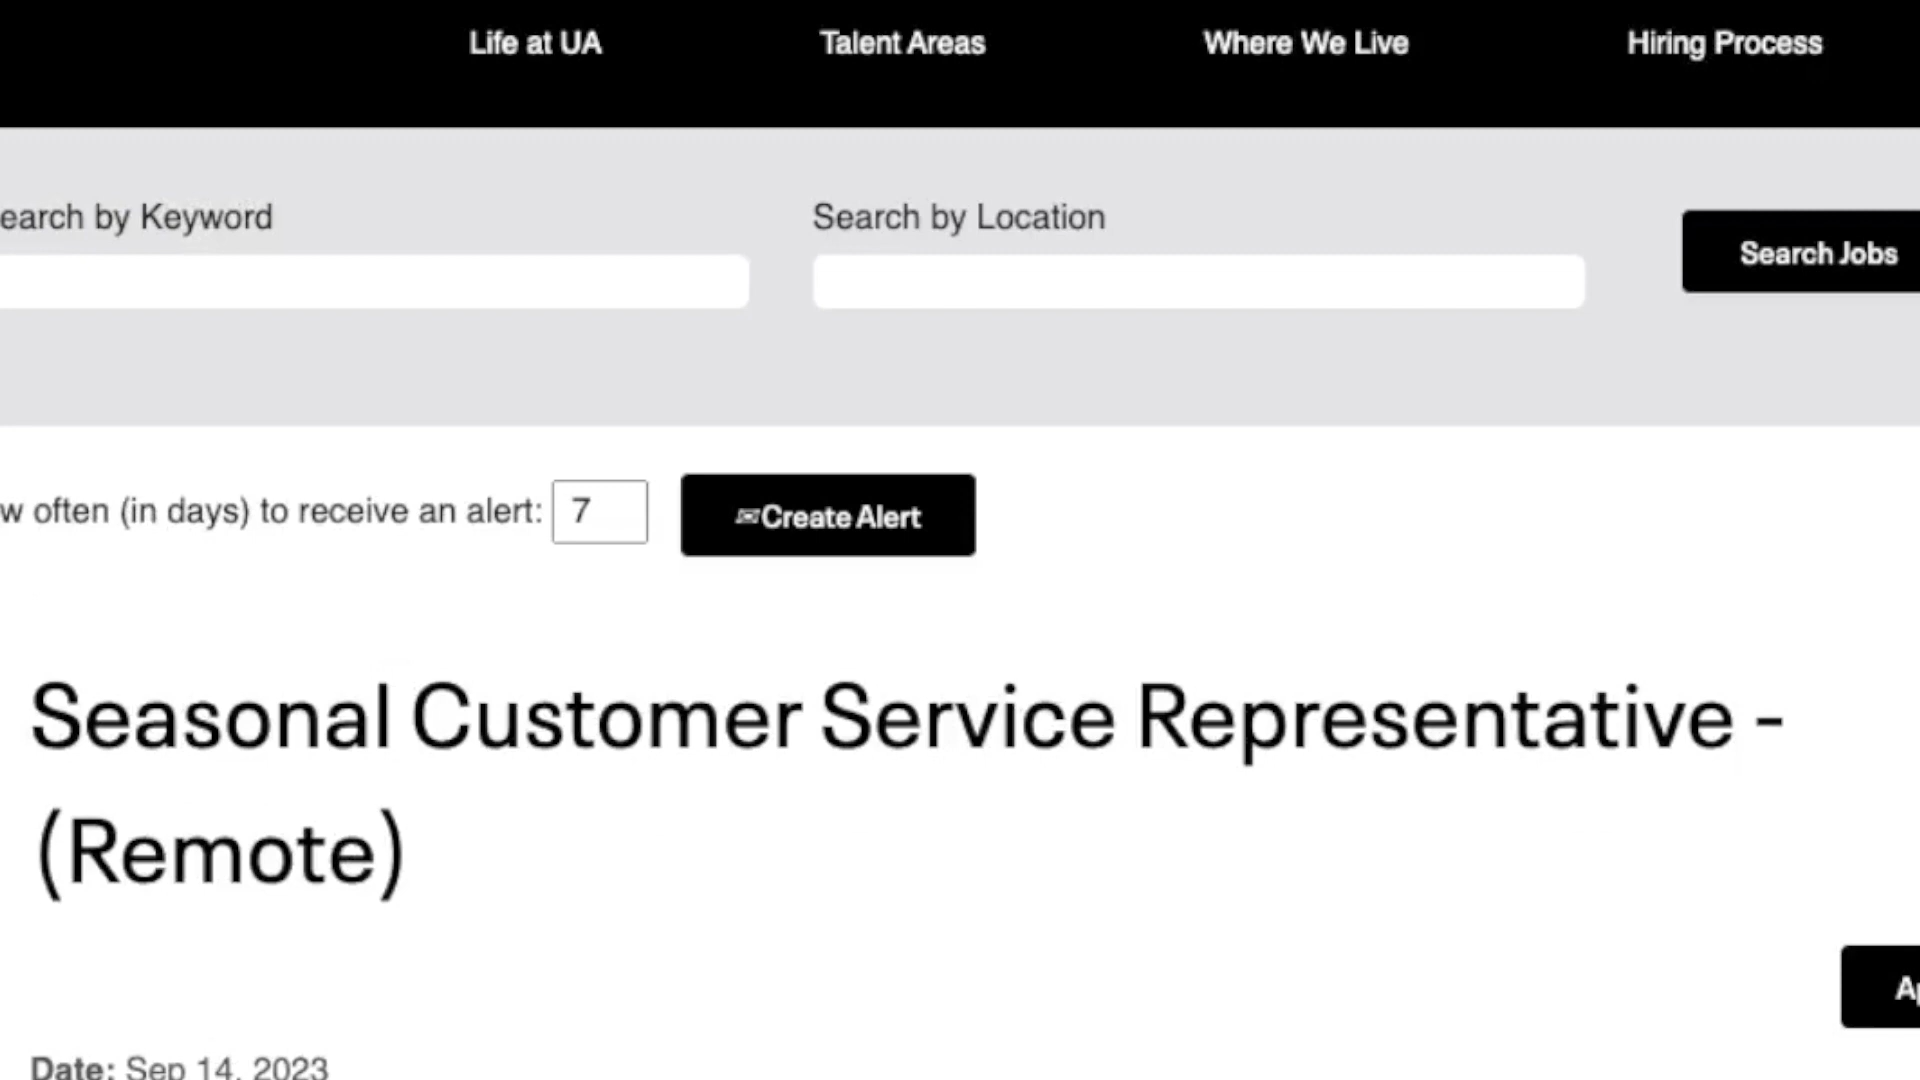 Life at UA
Talent Areas
Where We Live
Hiring Process
earch by Keyword
Search by Location
Search Jobs
w often (in days) to receive an alert: 7
✉Create Alert
Seasonal Customer Service Representative -
(Remote)
Ap
Date: Sep 14, 2023